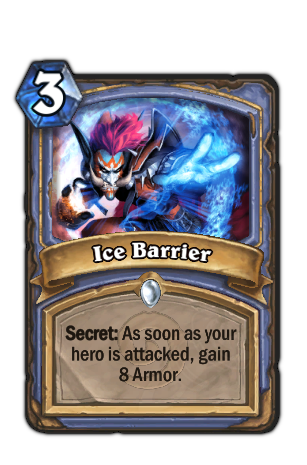 3
Ice Barrier
Secret: As soon as your
hero is attacked, gain
8 Armor.